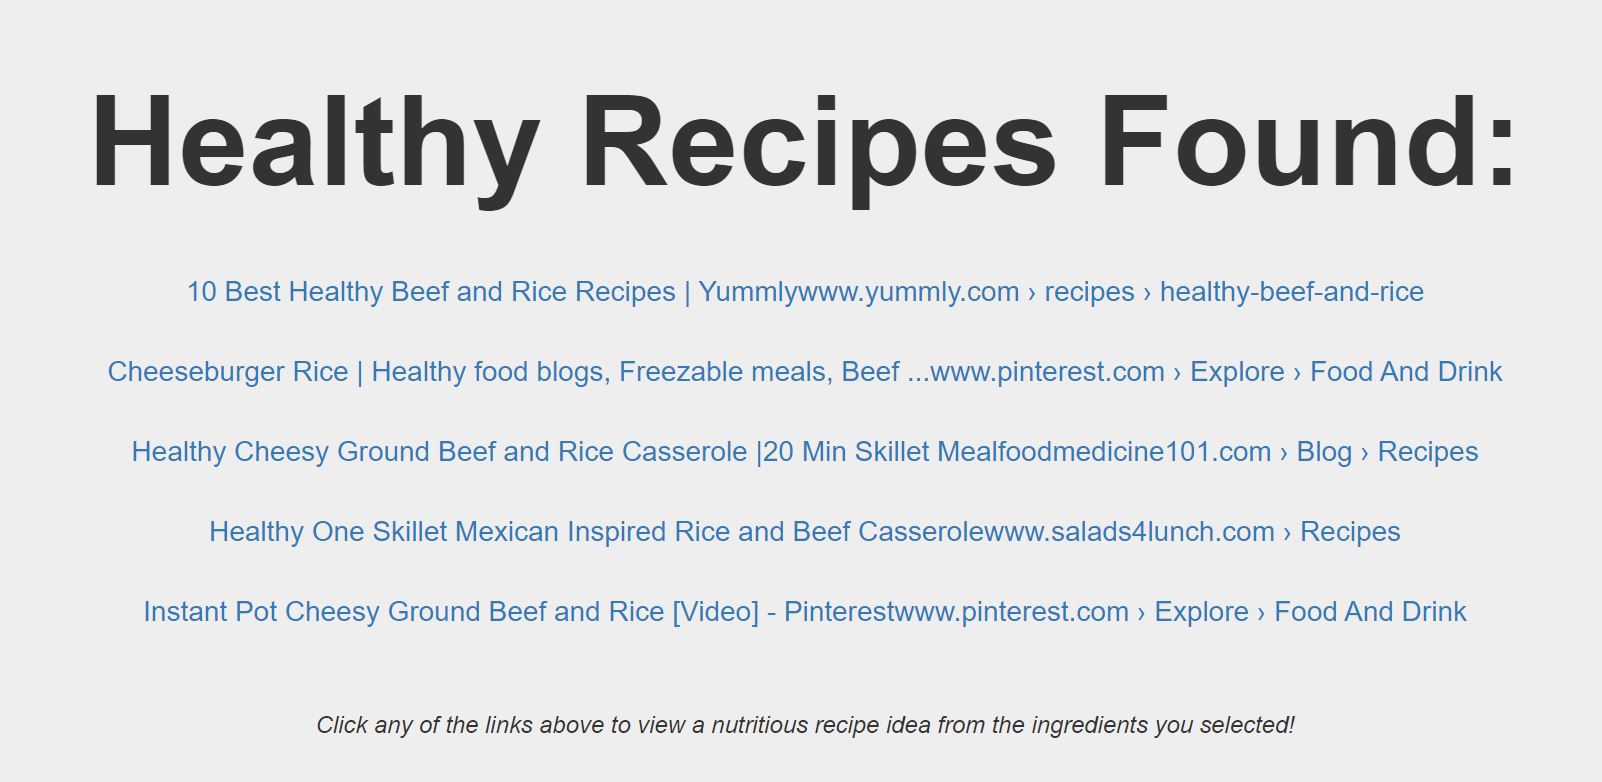 Healthy Recipes Found:
10 Best Healthy Beef and Rice Recipes | Yummlywww.yummly.com › recipes › healthy-beef-and-rice
Cheeseburger Rice | Healthy food blogs, Freezable meals, Beef ...www.pinterest.com › Explore › Food And Drink
Healthy Cheesy Ground Beef and Rice Casserole |20 Min Skillet Mealfoodmedicine101.com › Blog › Recipes
Healthy One Skillet Mexican Inspired Rice and Beef Casserolewww.salads4lunch.com › Recipes
Instant Pot Cheesy Ground Beef and Rice [Video] - Pinterestwww.pinterest.com › Explore › Food And Drink
Click any of the links above to view a nutritious recipe idea from the ingredients you selected!